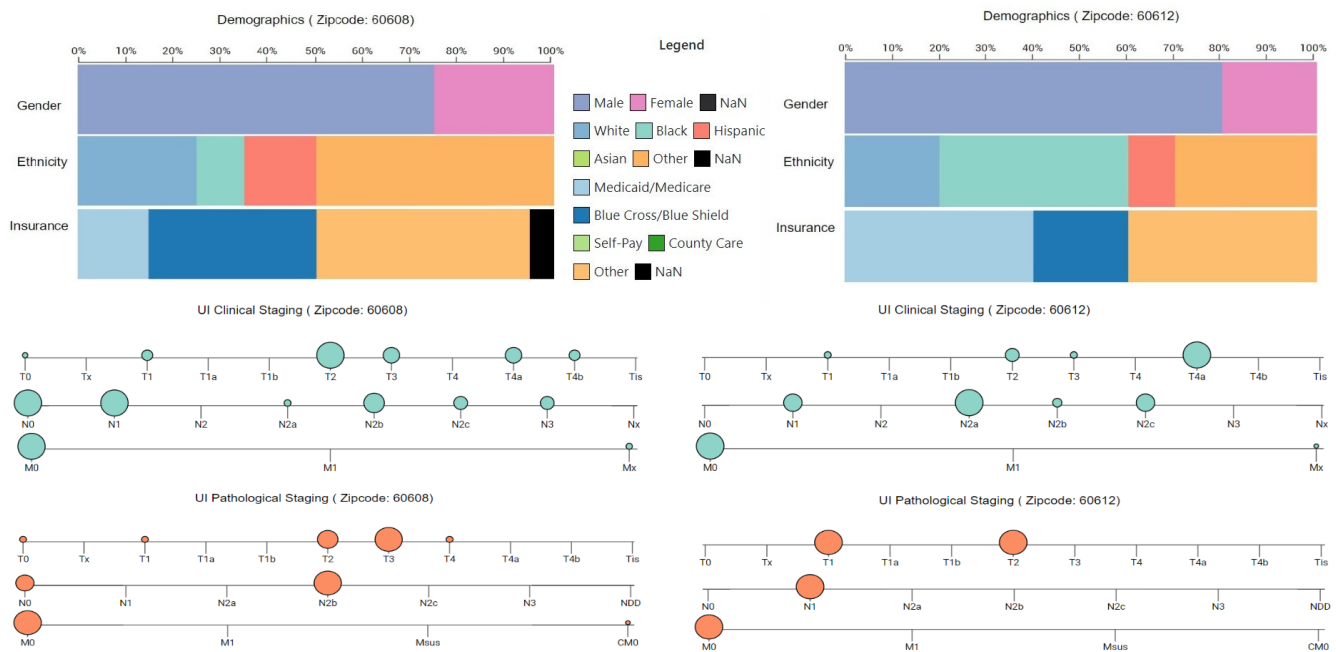 Demographics ( Zipcode: 60608)
0% 10% 20% 30% 40% 50% 60% 70% 80% 90% 100%
Gender
Ethnicity
Insurance
Legend
Male Female NaN
White Black Hispanic
Asian Other NaN
Medicaid/Medicare
Blue Cross/Blue Shield
Self-Pay County Care
Other NaN
Demographics ( Zipcode: 60612)
0% 10% 20% 30% 40% 50% 60% 70% 80% 90% 100%
Gender
Ethnicity
Insurance
UI Clinical Staging ( Zipcode: 60608)
T0 Tx T1 T1a T1b T2 T3 T4 T4a T4b Tis
N0 N1 N2 N2a N2b N2c N3 Nx
M0 M1 Mx
UI Clinical Staging ( Zipcode: 60612)
T0 Tx T1 T1a T1b T2 T3 T4 T4a T4b Tis
N0 N1 N2 N2a N2b N2c N3 Nx
M0 M1 Mx
UI Pathological Staging ( Zipcode: 60608)
T0 Tx T1 T1a T1b T2 T3 T4 T4a T4b Tis
N0 N1 N2a N2b N2c N3 NDD
M0 M1 Msus CM0
UI Pathological Staging ( Zipcode: 60612)
T0 Tx T1 T1a T1b T2 T3 T4 T4a T4b Tis
N0 N1 N2a N2b N2c N3 NDD
M0 M1 Msus CM0